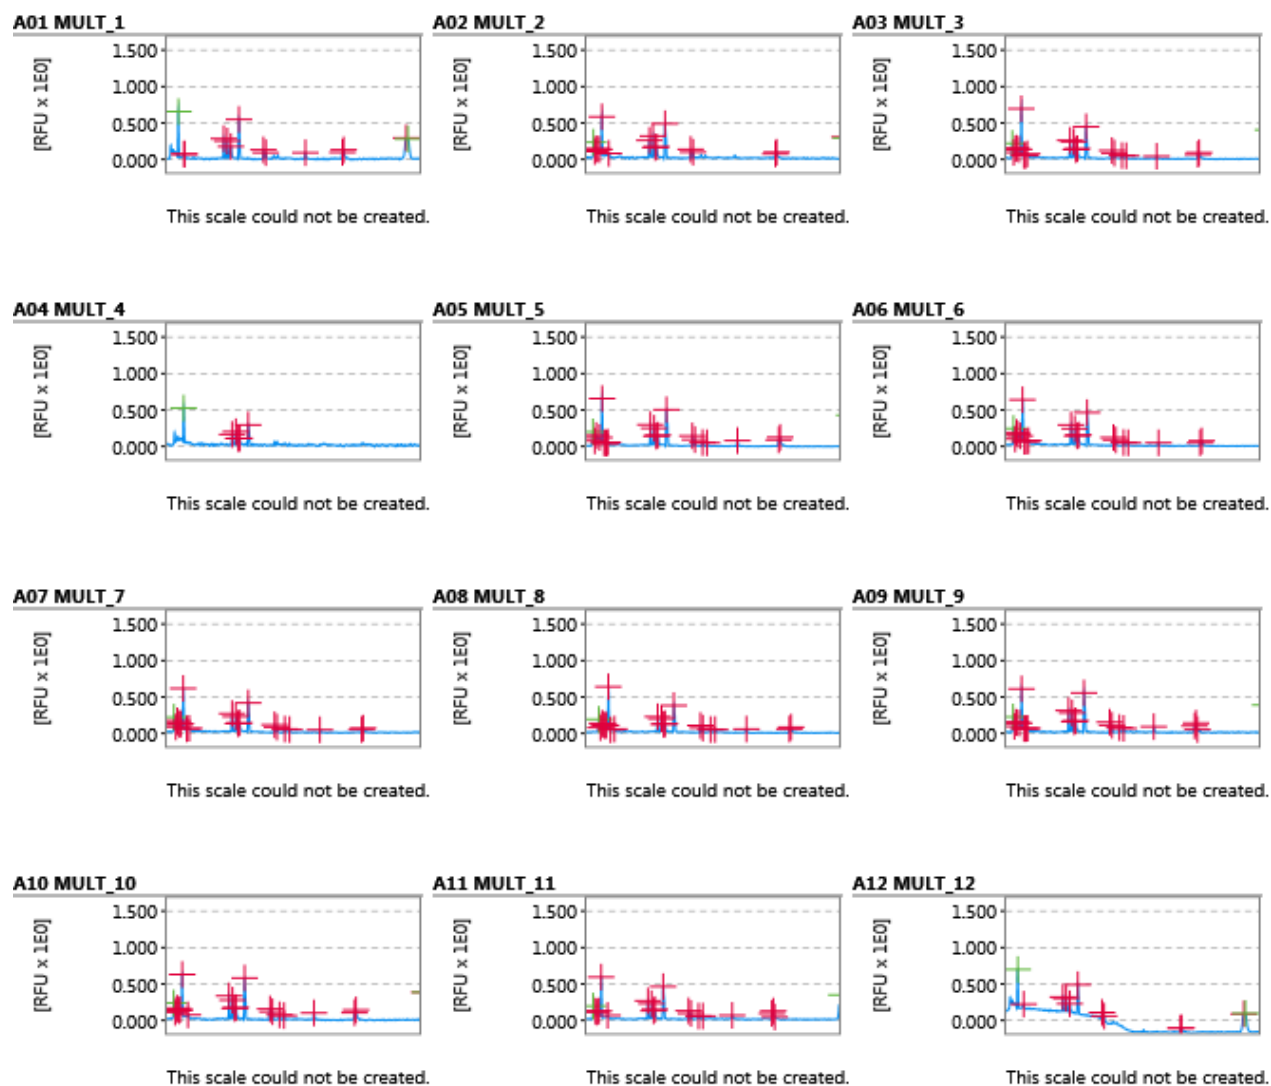 A01 MULT_1
A02 MULT_2
A03 MULT_3
[RFU x 1E0]
1.500
1.000
0.500
0.000
[RFU x 1E0]
1.500
1.000
0.500
0.000
[RFU x 1E0]
1.500
1.000
0.500
0.000
This scale could not be created.
This scale could not be created.
This scale could not be created.
A04 MULT_4
A05 MULT_5
A06 MULT_6
[RFU x 1E0]
1.500
1.000
0.500
0.000
[RFU x 1E0]
1.500
1.000
0.500
0.000
[RFU x 1E0]
1.500
1.000
0.500
0.000
This scale could not be created.
This scale could not be created.
This scale could not be created.
A07 MULT_7
A08 MULT_8
A09 MULT_9
[RFU x 1E0]
1.500
1.000
0.500
0.000
[RFU x 1E0]
1.500
1.000
0.500
0.000
[RFU x 1E0]
1.500
1.000
0.500
0.000
This scale could not be created.
This scale could not be created.
This scale could not be created.
A10 MULT_10
A11 MULT_11
A12 MULT_12
[RFU x 1E0]
1.500
1.000
0.500
0.000
[RFU x 1E0]
1.500
1.000
0.500
0.000
[RFU x 1E0]
1.500
1.000
0.500
0.000
This scale could not be created.
This scale could not be created.
This scale could not be created.